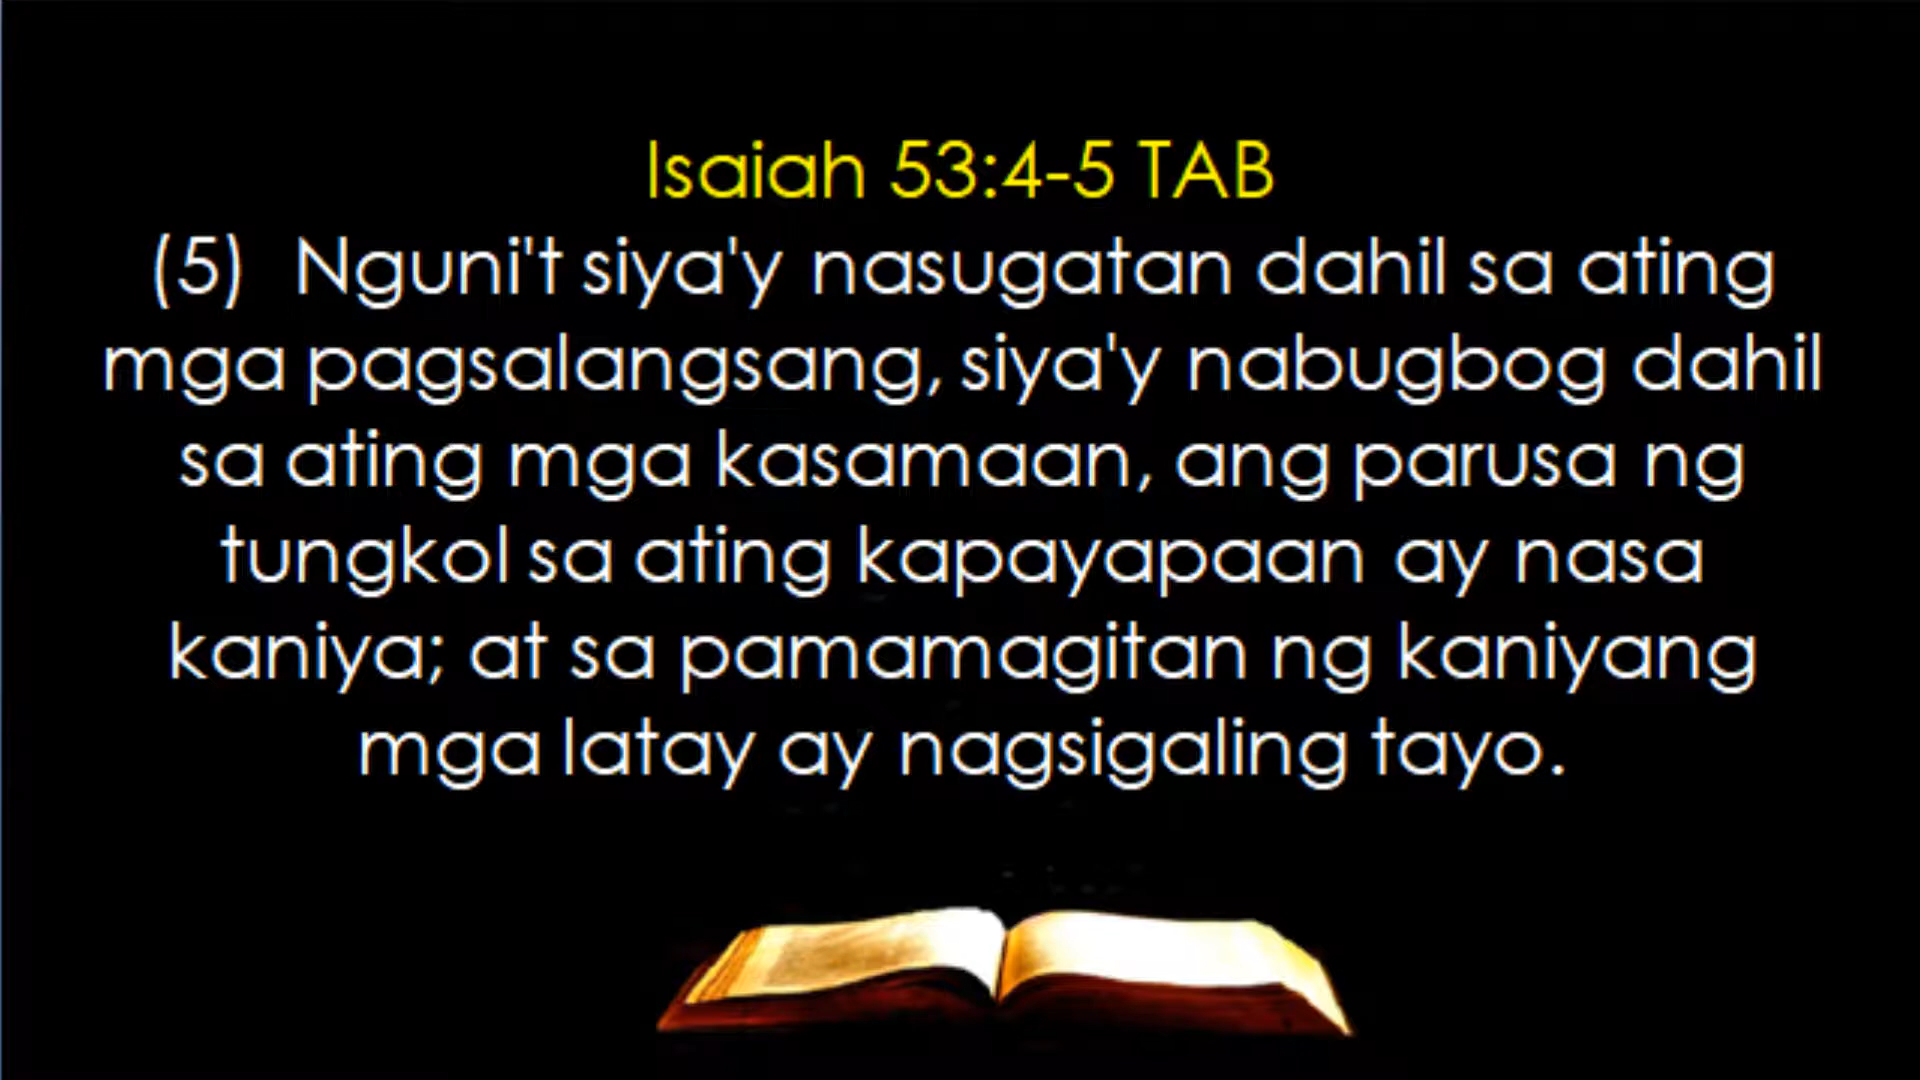 Isaiah 53:4-5 TAB
(5) Nguni't siya'y nasugatan dahil sa ating
mga pagsalangsang, siya'y nabugbog dahil
sa ating mga kasamaan, ang parusa ng
tungkol sa ating kapayapaan ay nasa
kaniya; at sa pamamagitan ng kaniyang
mga latay ay nagsigaling tayo.